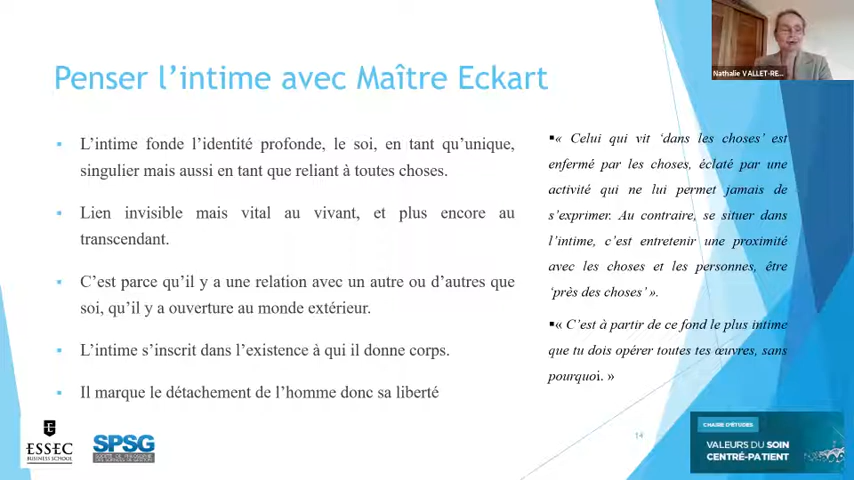 Penser l’intime avec Maître Eckart
▪ L’intime fonde l’identité profonde, le soi, en tant qu’unique,
singulier mais aussi en tant que reliant à toutes choses.
▪ Lien invisible mais vital au vivant, et plus encore au
transcendant.
▪ C’est parce qu’il y a une relation avec un autre ou d’autres que
soi, qu’il y a ouverture au monde extérieur.
▪ L’intime s’inscrit dans l’existence à qui il donne corps.
▪ Il marque le détachement de l’homme donc sa liberté
▪« Celui qui vit ‘dans les choses’ est
enfermé par les choses, éclaté par une
activité qui ne lui permet jamais de
s’exprimer. Au contraire, se situer dans
l’intime, c’est entretenir une proximité
avec les choses et les personnes, être
‘près des choses’ ».
▪« C’est à partir de ce fond le plus intime
que tu dois opérer toutes tes œuvres, sans
pourquoi. »
Nathalie VALLET-RE...
14
ESSEC
BUSINESS SCHOOL
SPSG
SOCIÉTÉ DE PHILOSOPHIE
DES SCIENCES DE GESTION
CHAIRE D’ÉTUDES
VALEURS DU SOIN
CENTRÉ-PATIENT